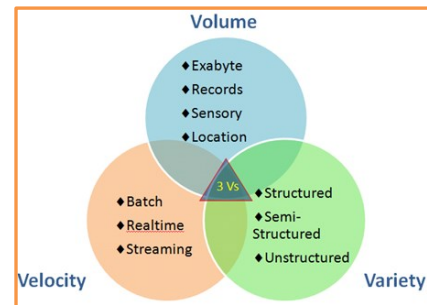 Volume
♦Exabyte
♦Records
♦Sensory
♦Location
3 Vs
♦Batch
♦Realtime
♦Streaming
♦Structured
♦Semi-
Structured
♦Unstructured
Velocity
Variety